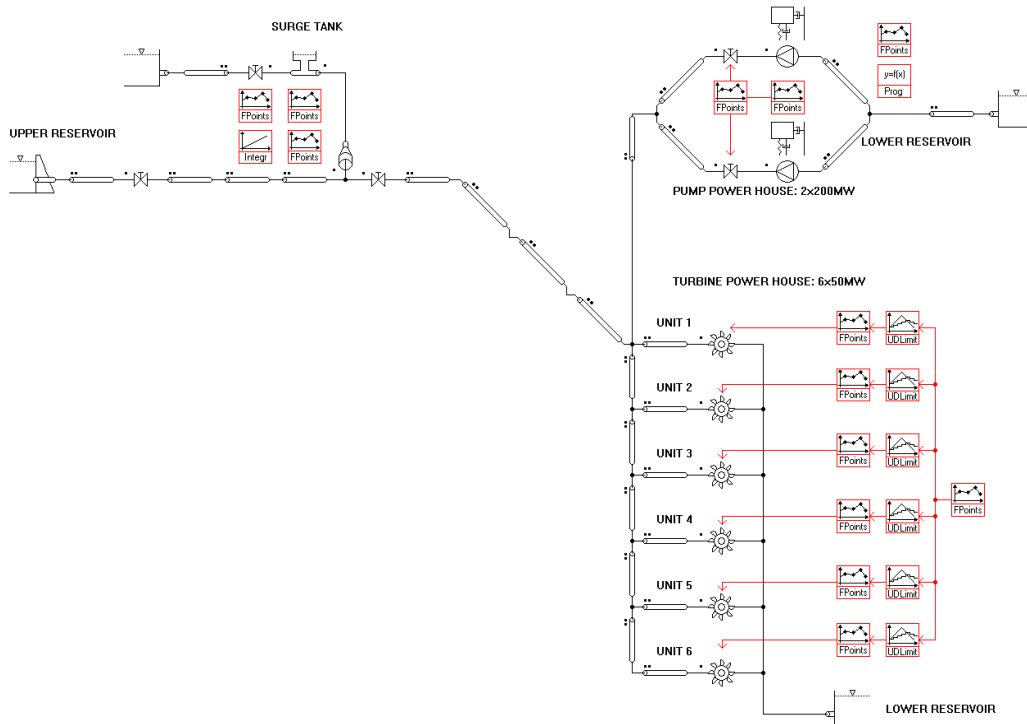 SURGE TANK
FPoints
y=f(x)
Prog
FPoints
FPoints
FPoints
FPoints
UPPER RESERVOIR
Integr
FPoints
LOWER RESERVOIR
PUMP POWER HOUSE: 2x200MW
TURBINE POWER HOUSE: 6x50MW
UNIT 1
FPoints
UDLimit
UNIT 2
FPoints
UDLimit
UNIT 3
FPoints
UDLimit
FPoints
UNIT 4
FPoints
UDLimit
UNIT 5
FPoints
UDLimit
UNIT 6
FPoints
UDLimit
LOWER RESERVOIR